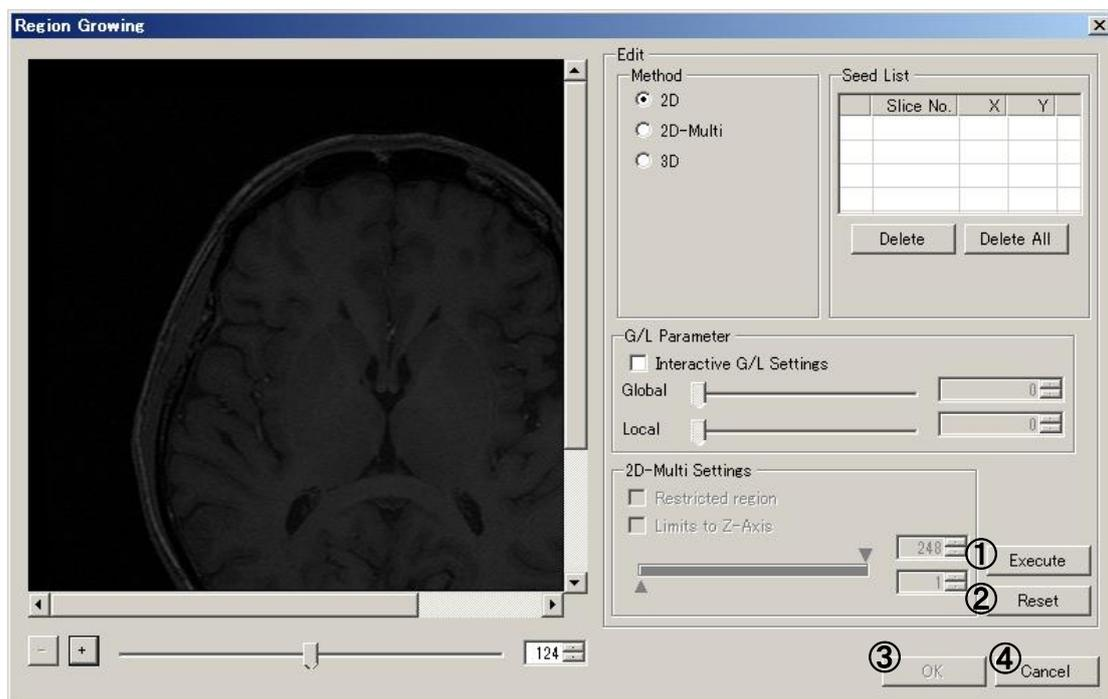 Region Growing
Edit
Method
2D
2D-Multi
3D
Seed List
Slice No. X Y
Delete Delete All
G/L Parameter
Interactive G/L Settings
Global 0
Local 0
2D-Multi Settings
Restricted region
Limits to Z-Axis
248
1
① Execute
② Reset
- + 124
③ OK ④ Cancel